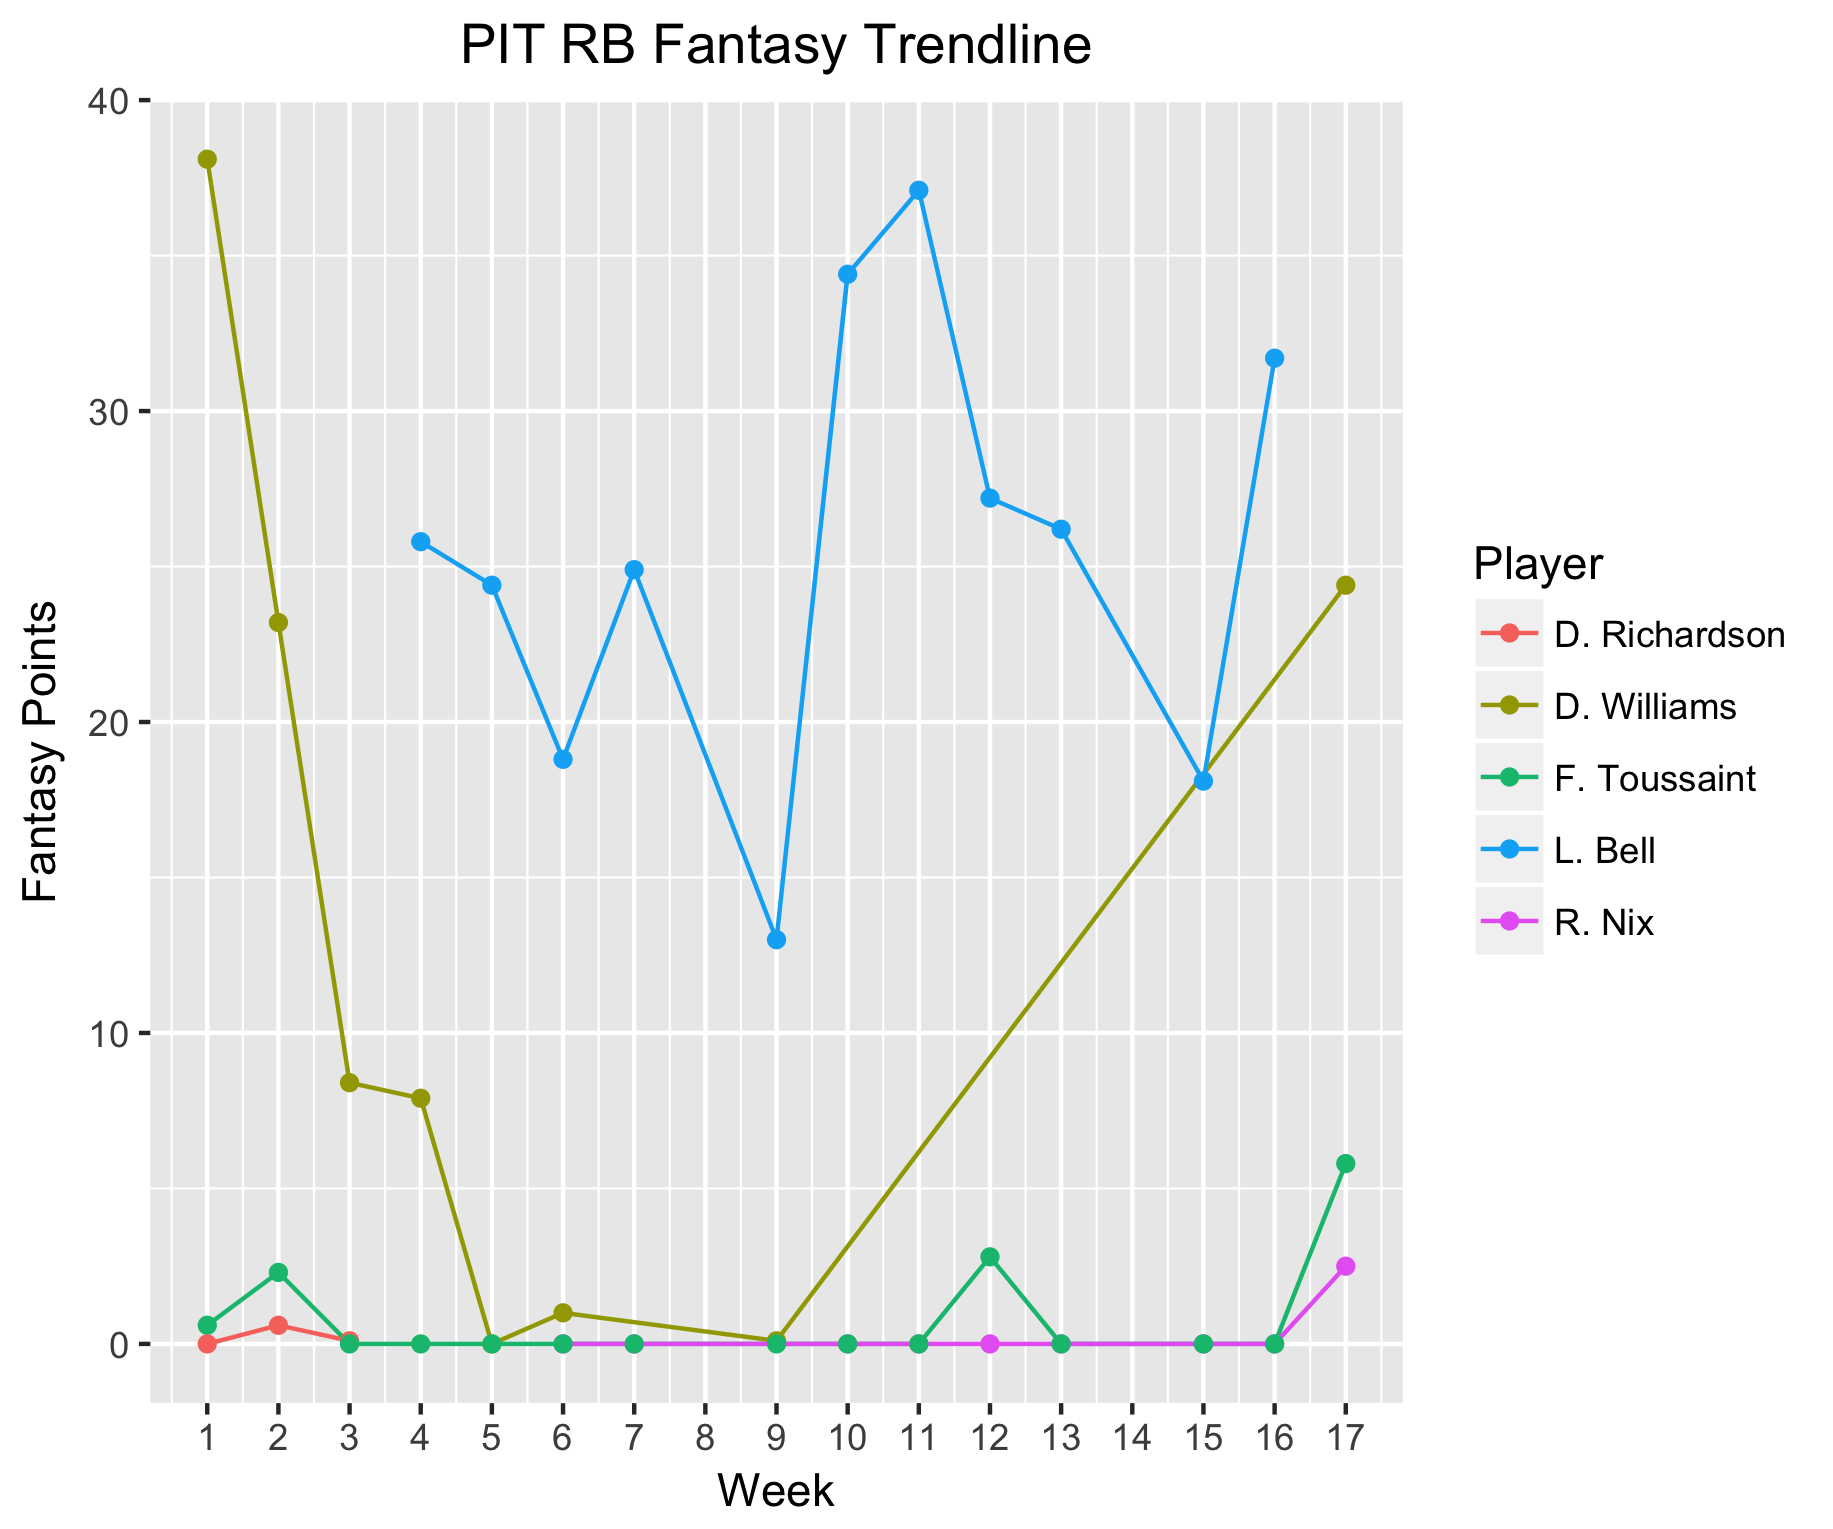 PIT RB Fantasy Trendline
40
30
20
10
0
Fantasy Points
1 2 3 4 5 6 7 8 9 10 11 12 13 14 15 16 17
Week
Player
D. Richardson
D. Williams
F. Toussaint
L. Bell
R. Nix